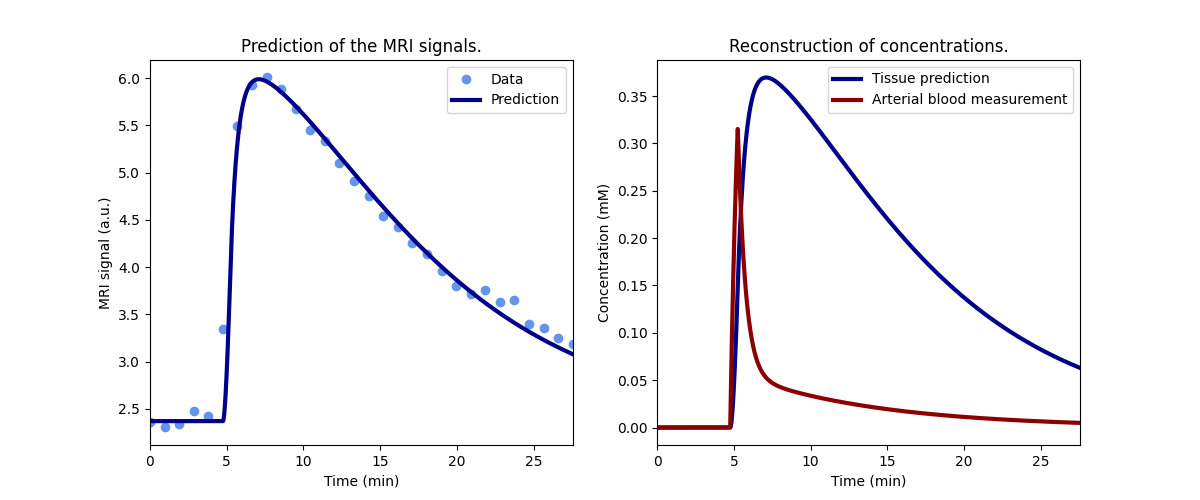 Prediction of the MRI signals.
Data
Prediction
MRI signal (a.u.)
6.0
5.5
5.0
4.5
4.0
3.5
3.0
2.5
0
5
10
15
20
25
Time (min)
Reconstruction of concentrations.
Tissue prediction
Arterial blood measurement
Concentration (mM)
0.35
0.30
0.25
0.20
0.15
0.10
0.05
0.00
0
5
10
15
20
25
Time (min)